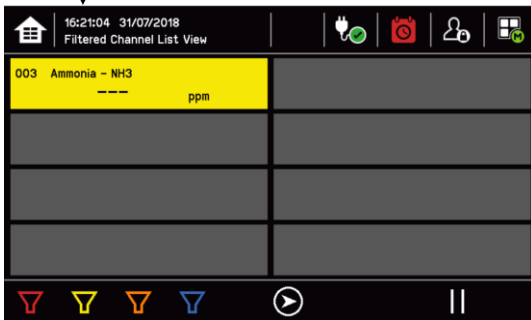 16:21:04 31/07/2018
Filtered Channel List View
003 Ammonia - NH3
--- ppm
M